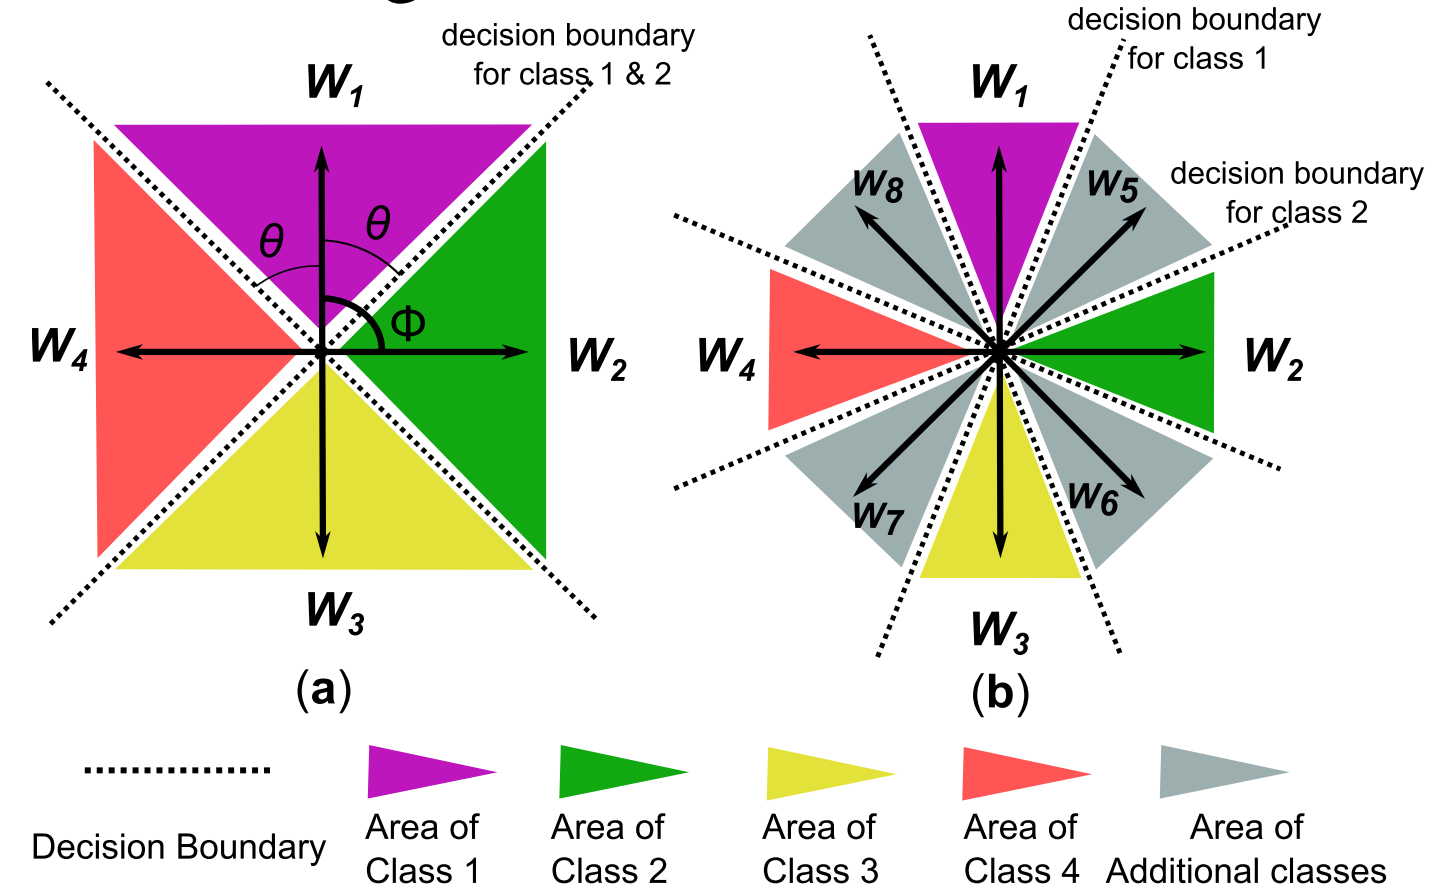 decision boundary
for class 1 & 2
W1
θ
θ
Φ
W4
W2
W3
(a)
decision boundary
for class 1
W1
decision boundary
for class 2
W8
W5
W4
W2
W7
W6
W3
(b)
Decision Boundary
Area of
Class 1
Area of
Class 2
Area of
Class 3
Area of
Class 4
Area of
Additional classes